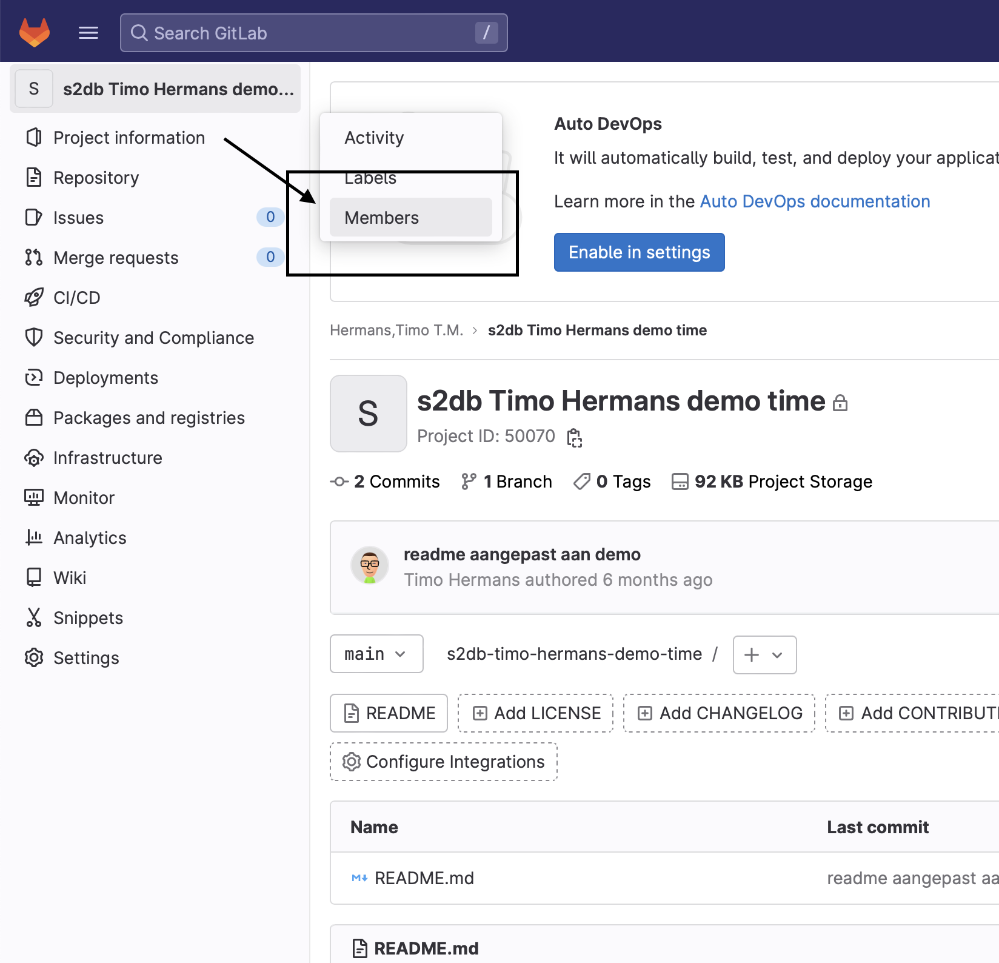 Search GitLab /
S s2db Timo Hermans demo...
Project information
Repository
Issues 0
Merge requests 0
CI/CD
Security and Compliance
Deployments
Packages and registries
Infrastructure
Monitor
Analytics
Wiki
Snippets
Settings
Activity
Labels
Members
Auto DevOps
It will automatically build, test, and deploy your applicat
Learn more in the Auto DevOps documentation
Enable in settings
Hermans,Timo T.M. > s2db Timo Hermans demo time
S
s2db Timo Hermans demo time
Project ID: 50070
2 Commits 1 Branch 0 Tags 92 KB Project Storage
readme aangepast aan demo
Timo Hermans authored 6 months ago
main s2db-timo-hermans-demo-time / +
README Add LICENSE Add CHANGELOG Add CONTRIBUTI
Configure Integrations
Name Last commit
README.md readme aangepast aa
README.md